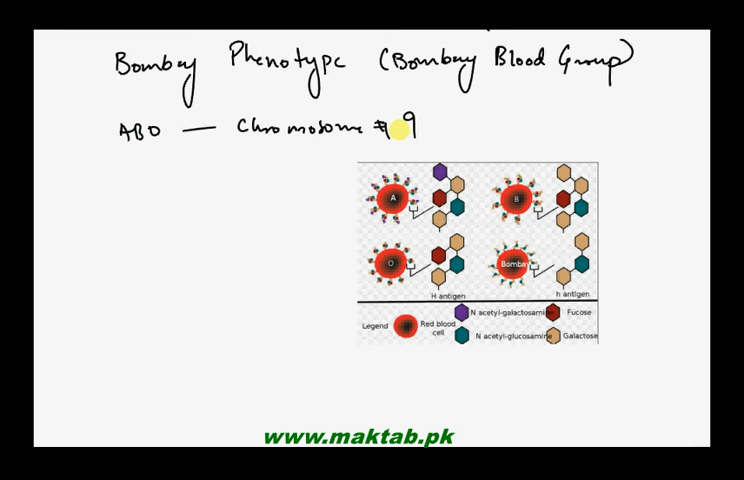 Bombay Phenotype (Bombay Blood Group)
ABO — Chromosome # 9
A
B
O
Bombay
H antigen
h antigen
Legend
Red blood cell
N acetyl-galactosamine
Fucose
N acetyl-glucosamine
Galactose
www.maktab.pk